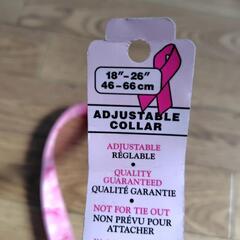 18"-26"
46-66 cm
ADJUSTABLE
COLLAR
ADJUSTABLE
RÉGLABLE
•
QUALITY
GUARANTEED
QUALITÉ GARANTIE
•
NOT FOR TIE OUT
NON PRÉVU POUR
ATTACHER